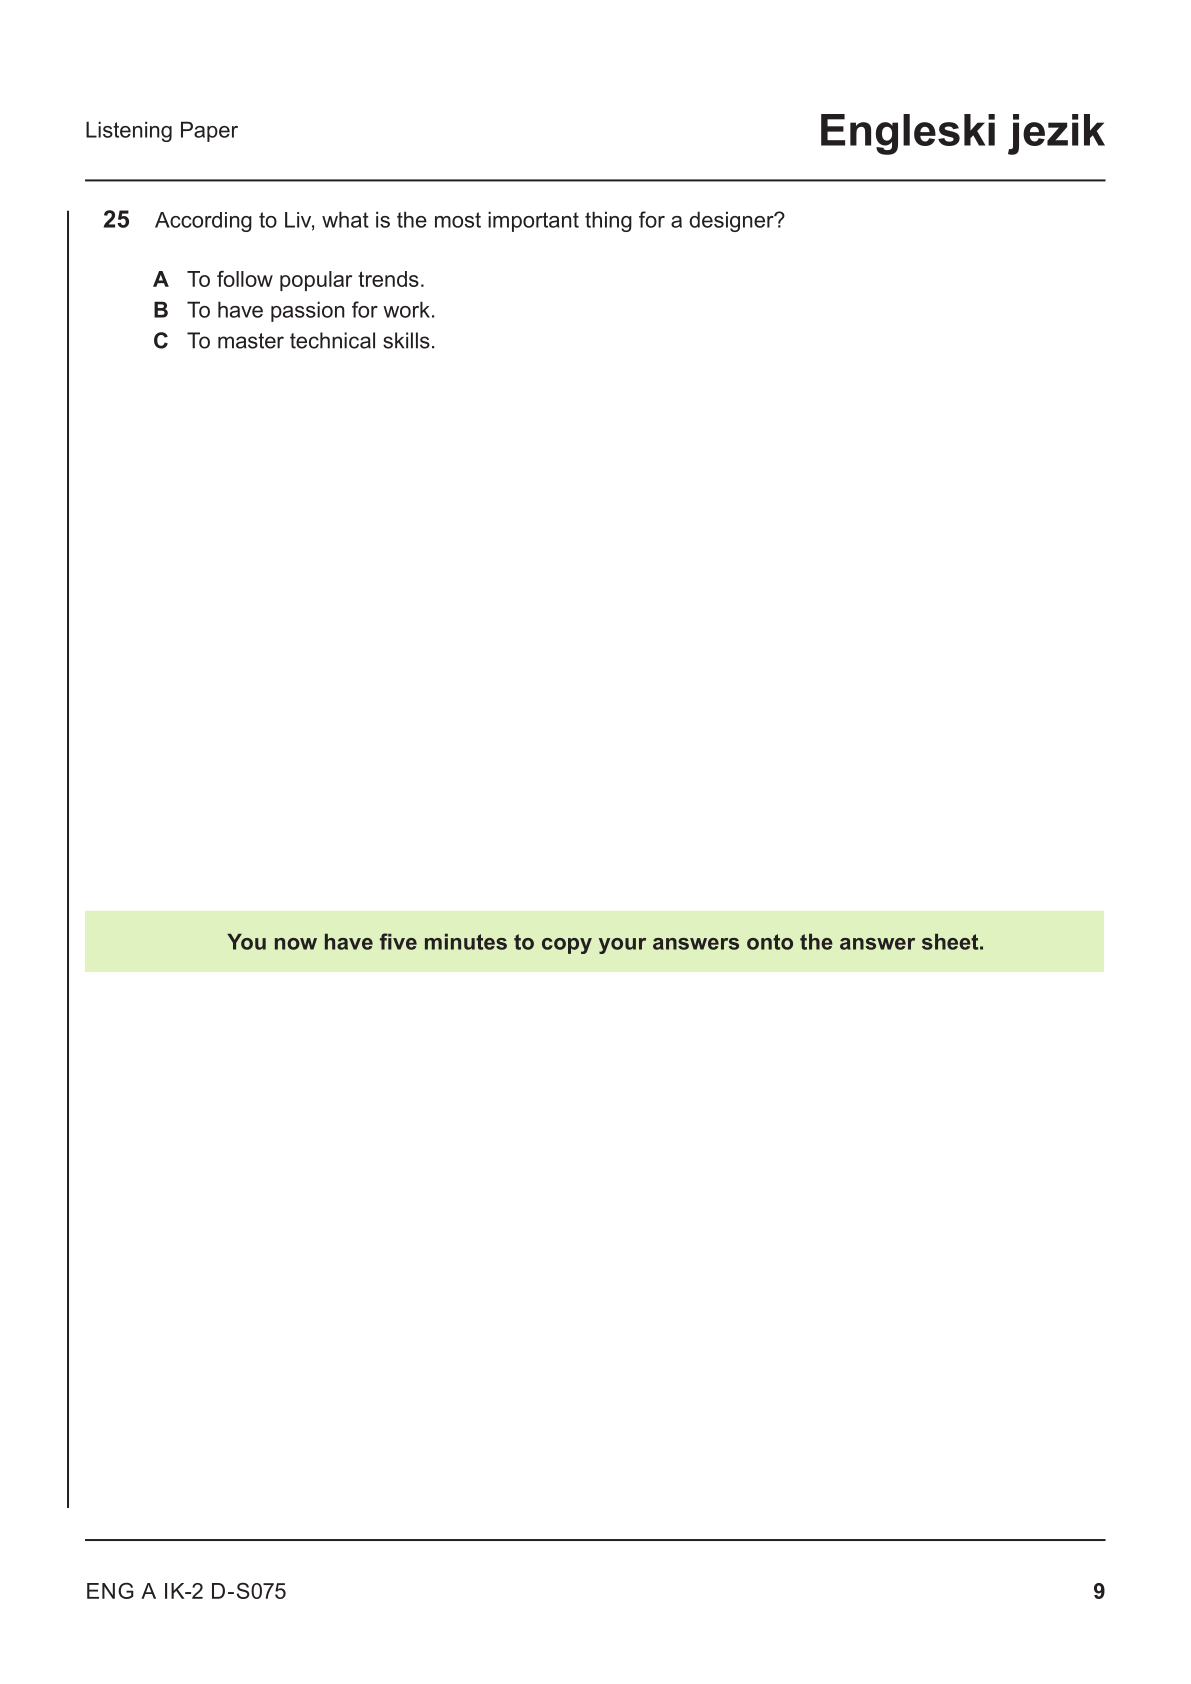 Listening Paper
Engleski jezik
25 According to Liv, what is the most important thing for a designer?
A To follow popular trends.
B To have passion for work.
C To master technical skills.
You now have five minutes to copy your answers onto the answer sheet.
ENG A IK-2 D-S075
9